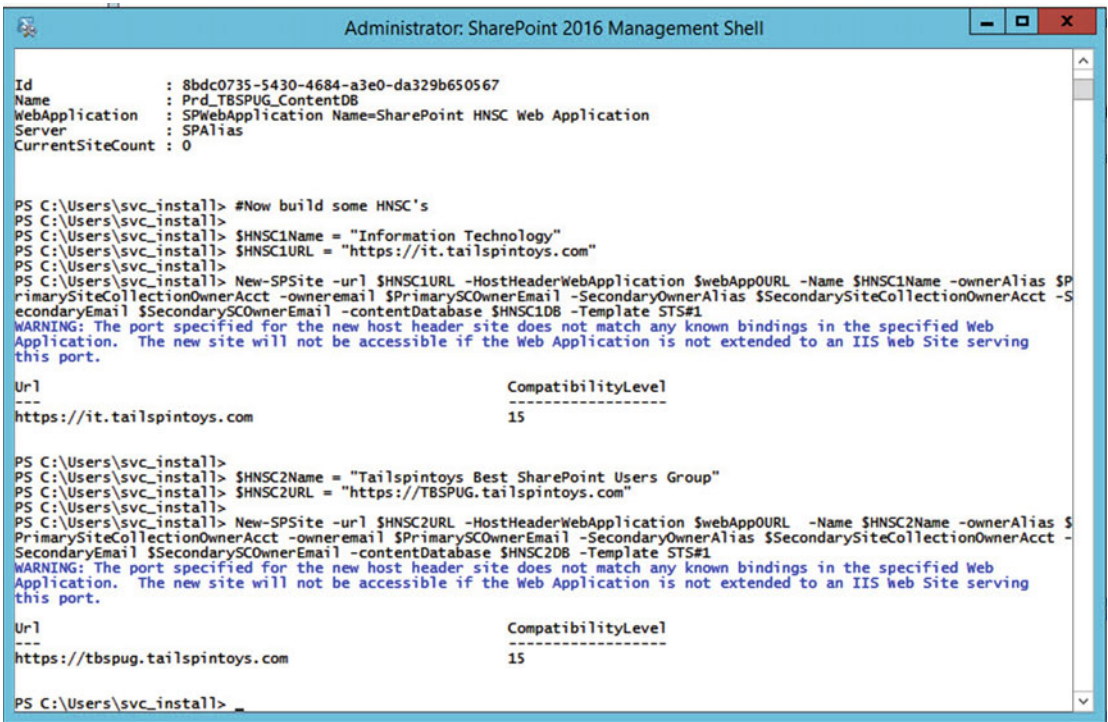 Administrator: SharePoint 2016 Management Shell
Id                : 8bdc0735-5430-4684-a3e0-da329b650567
Name              : Prd_TBSPUG_ContentDB
WebApplication    : SPWebApplication Name=SharePoint HNSC Web Application
Server            : SPAlias
CurrentSiteCount : 0
PS C:\Users\svc_install> #Now build some HNSC's
PS C:\Users\svc_install>
PS C:\Users\svc_install> $HNSC1Name = "Information Technology"
PS C:\Users\svc_install> $HNSC1URL = "https://it.tailspintoys.com"
PS C:\Users\svc_install>
PS C:\Users\svc_install> New-SPSite -url $HNSC1URL -HostHeaderWebApplication $webApp0URL -Name $HNSC1Name -ownerAlias $P
rimarySiteCollectionOwnerAcct -owneremail $PrimarySCOwnerEmail -SecondaryOwnerAlias $SecondarySiteCollectionOwnerAcct -S
econdaryEmail $SecondarySCOwnerEmail -contentDatabase $HNSC1DB -Template STS#1
WARNING: The port specified for the new host header site does not match any known bindings in the specified Web
Application.  The new site will not be accessible if the Web Application is not extended to an IIS Web Site serving
this port.
Url                                                    CompatibilityLevel
---                                                    ------------------
https://it.tailspintoys.com                            15
PS C:\Users\svc_install>
PS C:\Users\svc_install> $HNSC2Name = "Tailspintoys Best SharePoint Users Group"
PS C:\Users\svc_install> $HNSC2URL = "https://TBSPUG.tailspintoys.com"
PS C:\Users\svc_install>
PS C:\Users\svc_install> New-SPSite -url $HNSC2URL -HostHeaderWebApplication $webApp0URL  -Name $HNSC2Name -ownerAlias $
PrimarySiteCollectionOwnerAcct -owneremail $PrimarySCOwnerEmail -SecondaryOwnerAlias $SecondarySiteCollectionOwnerAcct -
SecondaryEmail $SecondarySCOwnerEmail -contentDatabase $HNSC2DB -Template STS#1
WARNING: The port specified for the new host header site does not match any known bindings in the specified Web
Application.  The new site will not be accessible if the Web Application is not extended to an IIS Web Site serving
this port.
Url                                                    CompatibilityLevel
---                                                    ------------------
https://tbspug.tailspintoys.com                        15
PS C:\Users\svc_install> _